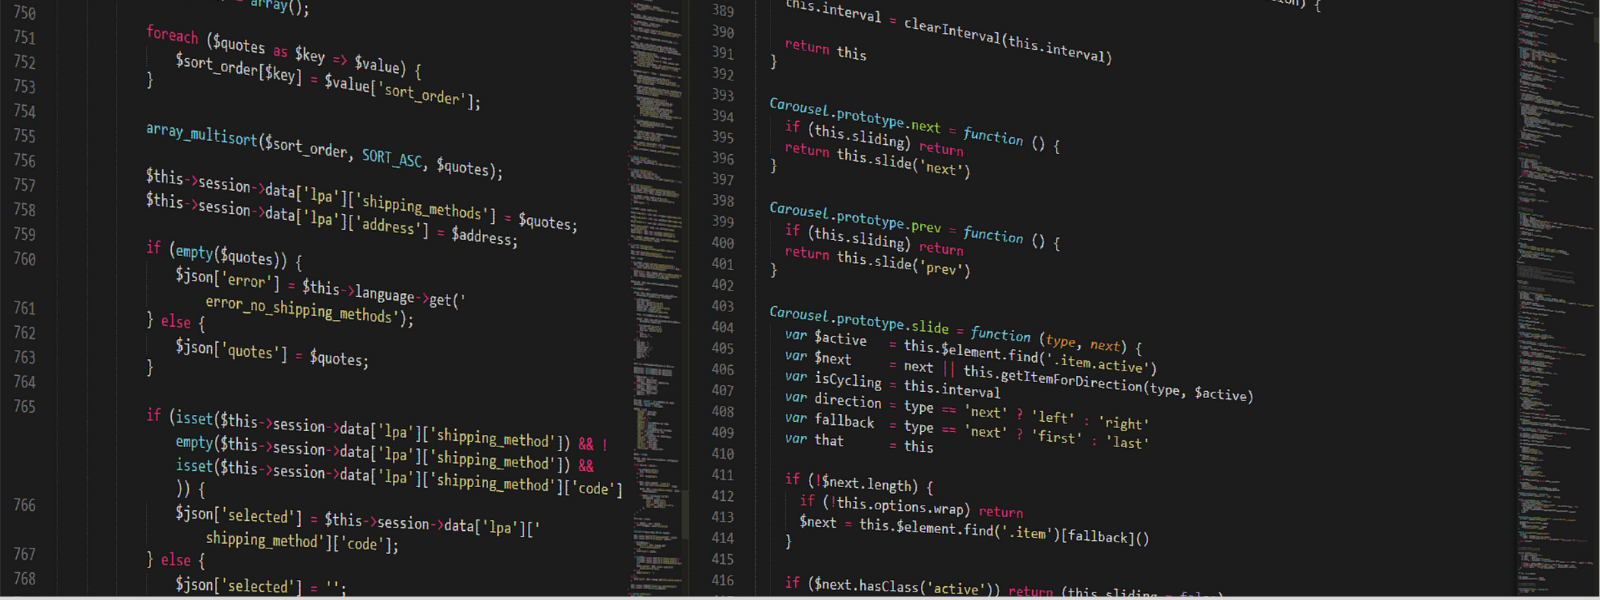 750
751
752
753
754
755
756
757
758
759
760
761
762
763
764
765
766
767
768
array();
foreach ($quotes as $key => $value) {
$sort_order[$key] = $value['sort_order'];
}
array_multisort($sort_order, SORT_ASC, $quotes);
$this->session->data['lpa']['shipping_methods'] = $quotes;
$this->session->data['lpa']['address'] = $address;
if (empty($quotes)) {
$json['error'] = $this->language->get('
error_no_shipping_methods');
} else {
$json['quotes'] = $quotes;
}
if (isset($this->session->data['lpa']['shipping_method']) && !
empty($this->session->data['lpa']['shipping_method']) &&
isset($this->session->data['lpa']['shipping_method']['code']
)) {
$json['selected'] = $this->session->data['lpa']['
shipping_method']['code'];
} else {
$json['selected'] = '';
389
390
391
392
393
394
395
396
397
398
399
400
401
402
403
404
405
406
407
408
409
410
411
412
413
414
415
416
) {
this.interval = clearInterval(this.interval)
return this
}
Carousel.prototype.next = function () {
if (this.sliding) return
return this.slide('next')
}
Carousel.prototype.prev = function () {
if (this.sliding) return
return this.slide('prev')
}
Carousel.prototype.slide = function (type, next) {
var $active = this.$element.find('.item.active')
var $next = next || this.getItemForDirection(type, $active)
var isCycling = this.interval
var direction = type == 'next' ? 'left' : 'right'
var fallback = type == 'next' ? 'first' : 'last'
var that = this
if (!$next.length) {
if (!this.options.wrap) return
$next = this.$element.find('.item')[fallback]()
}
if ($next.hasClass('active')) return (this.sliding = false)